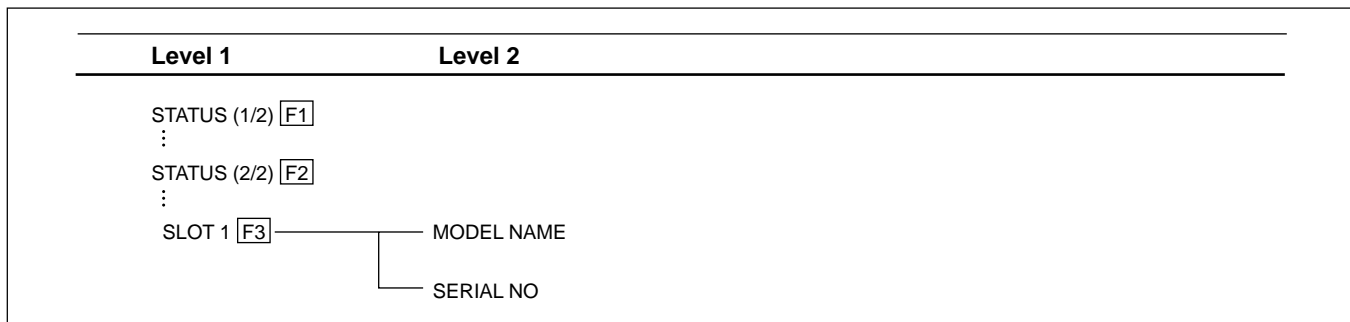 Level 1 Level 2
STATUS (1/2) F1
STATUS (2/2) F2
SLOT 1 F3 MODEL NAME
SERIAL NO